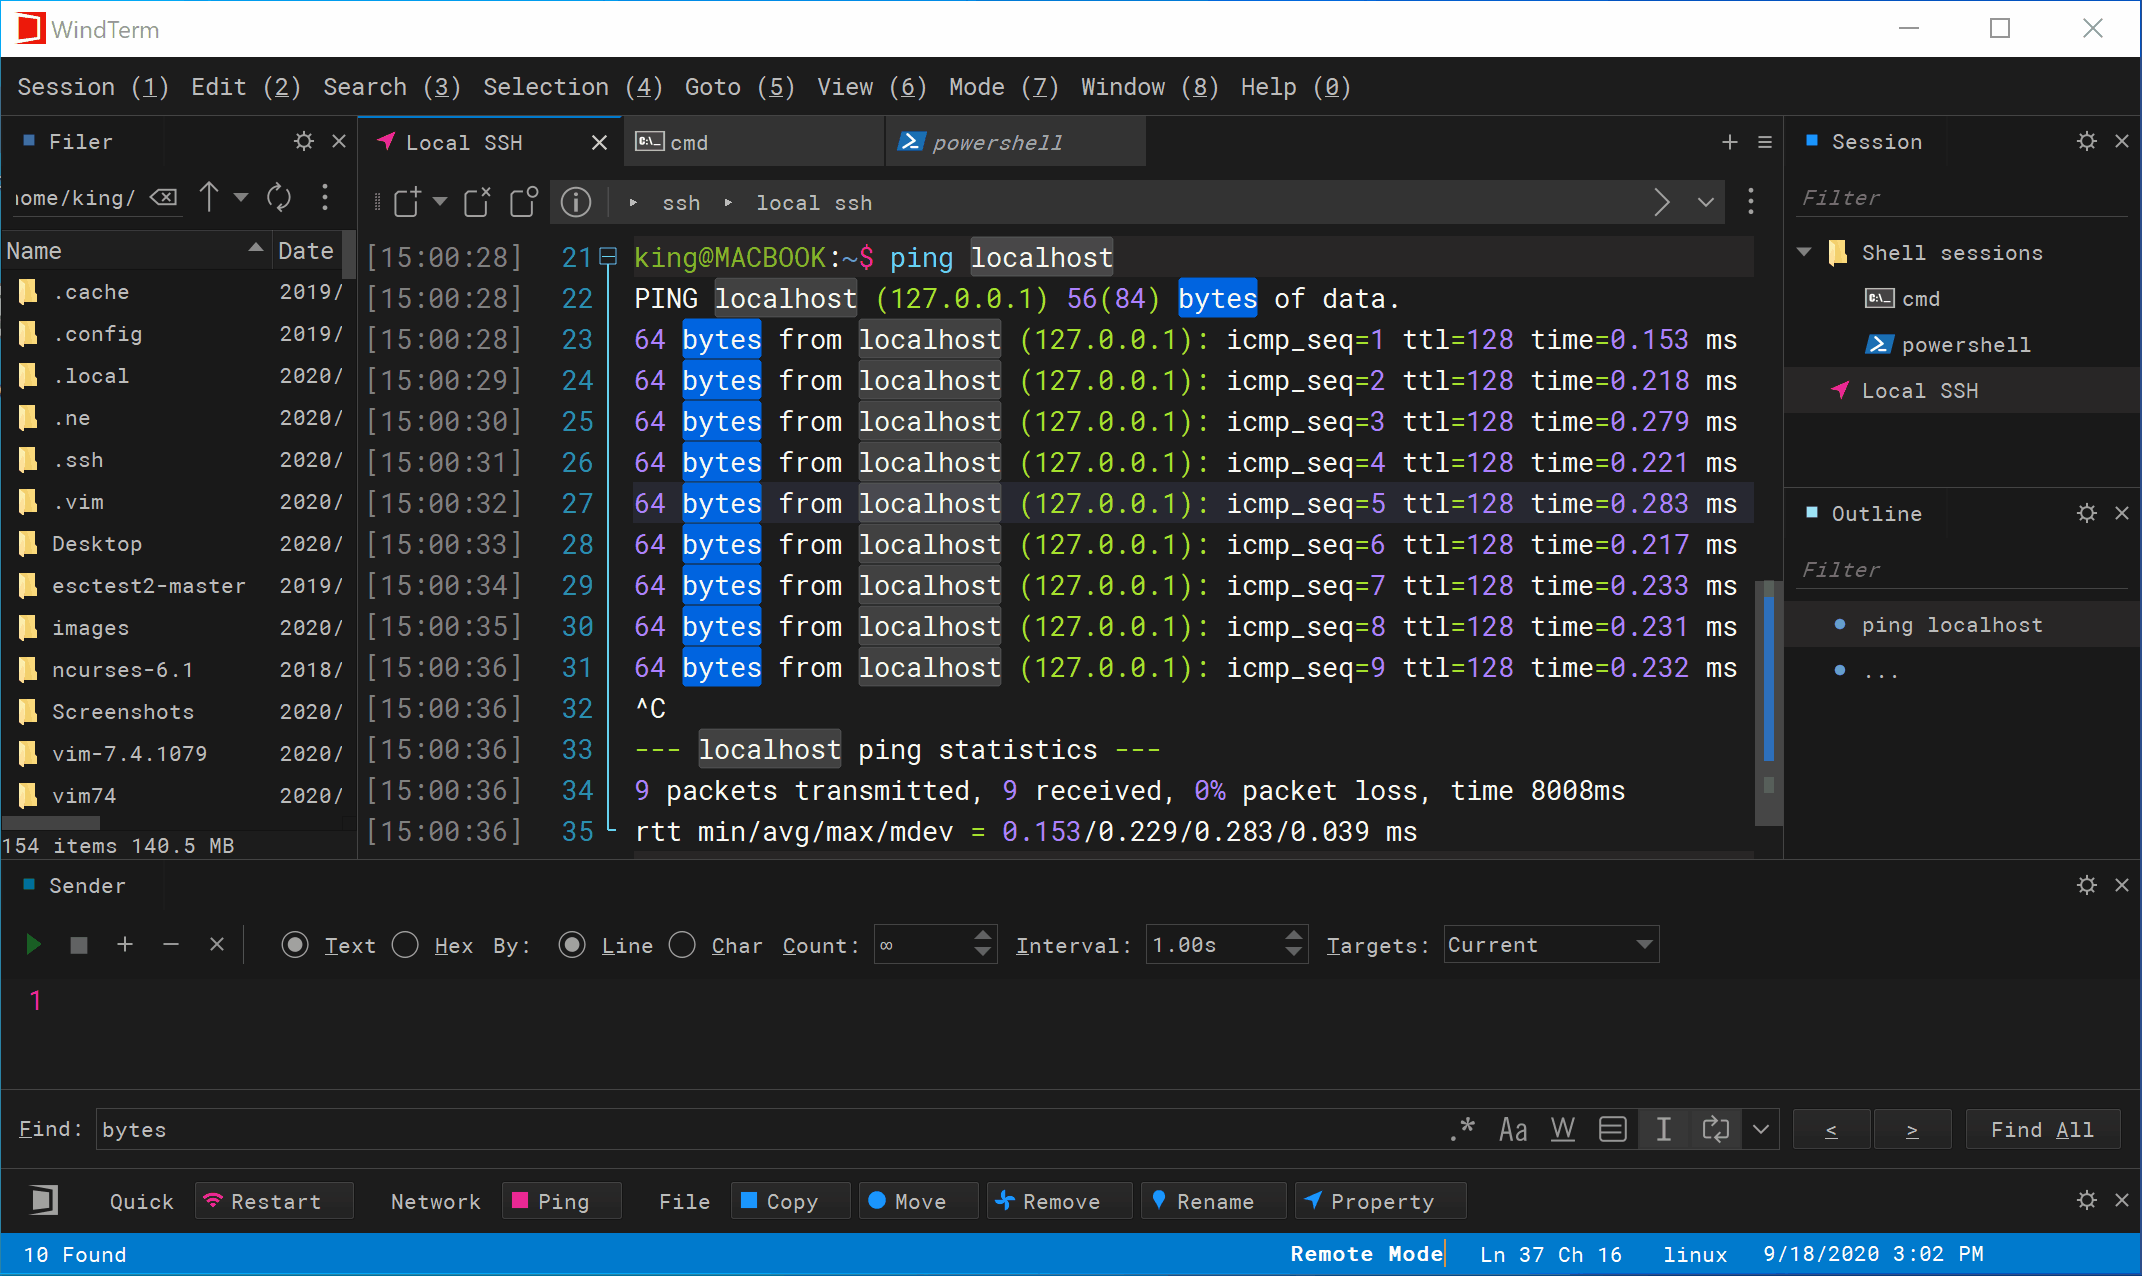 WindTerm
Session (1) Edit (2) Search (3) Selection (4) Goto (5) View (6) Mode (7) Window (8) Help (0)
Filer
home/king/
Name Date
.cache 2019/
.config 2019/
.local 2020/
.ne 2020/
.ssh 2020/
.vim 2020/
Desktop 2020/
esctest2-master 2019/
images 2020/
ncurses-6.1 2018/
Screenshots 2020/
vim-7.4.1079 2020/
vim74 2020/
154 items 140.5 MB
Local SSH
cmd
powershell
ssh local ssh
[15:00:28] 21 king@MACBOOK:~$ ping localhost
[15:00:28] 22 PING localhost (127.0.0.1) 56(84) bytes of data.
[15:00:28] 23 64 bytes from localhost (127.0.0.1): icmp_seq=1 ttl=128 time=0.153 ms
[15:00:29] 24 64 bytes from localhost (127.0.0.1): icmp_seq=2 ttl=128 time=0.218 ms
[15:00:30] 25 64 bytes from localhost (127.0.0.1): icmp_seq=3 ttl=128 time=0.279 ms
[15:00:31] 26 64 bytes from localhost (127.0.0.1): icmp_seq=4 ttl=128 time=0.221 ms
[15:00:32] 27 64 bytes from localhost (127.0.0.1): icmp_seq=5 ttl=128 time=0.283 ms
[15:00:33] 28 64 bytes from localhost (127.0.0.1): icmp_seq=6 ttl=128 time=0.217 ms
[15:00:34] 29 64 bytes from localhost (127.0.0.1): icmp_seq=7 ttl=128 time=0.233 ms
[15:00:35] 30 64 bytes from localhost (127.0.0.1): icmp_seq=8 ttl=128 time=0.231 ms
[15:00:36] 31 64 bytes from localhost (127.0.0.1): icmp_seq=9 ttl=128 time=0.232 ms
[15:00:36] 32 ^C
[15:00:36] 33 --- localhost ping statistics ---
[15:00:36] 34 9 packets transmitted, 9 received, 0% packet loss, time 8008ms
[15:00:36] 35 rtt min/avg/max/mdev = 0.153/0.229/0.283/0.039 ms
Session
Filter
Shell sessions
cmd
powershell
Local SSH
Outline
Filter
ping localhost
...
Sender
Text Hex By: Line Char Count: ∞ Interval: 1.00s Targets: Current
1
Find: bytes .* Aa W < > Find All
Quick Restart Network Ping File Copy Move Remove Rename Property
10 Found Remote Mode Ln 37 Ch 16 linux 9/18/2020 3:02 PM